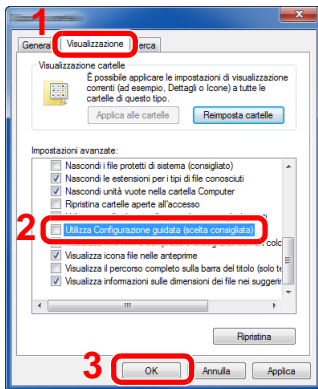 1
Genera Visualizzazione erca
Visualizzazione cartelle
È possibile applicare le impostazioni di visualizzazione
correnti (ad esempio, Dettagli o Icone) a tutte le
cartelle di questo tipo.
Applica alle cartelle Reimposta cartelle
Impostazioni avanzate:
Nascondi i file protetti di sistema (consigliato)
Nascondi le estensioni per i tipi di file conosciuti
Nascondi unità vuote nella cartella Computer
Ripristina cartelle aperte all'accesso
2 Utilizza Configurazione guidata (scelta consigliata)
Visualizza icona file nelle anteprime
Visualizza il percorso completo sulla barra del titolo (solo te
Visualizza informazioni sulle dimensioni dei file nei suggerir
Ripristina
3 OK Annulla Applica